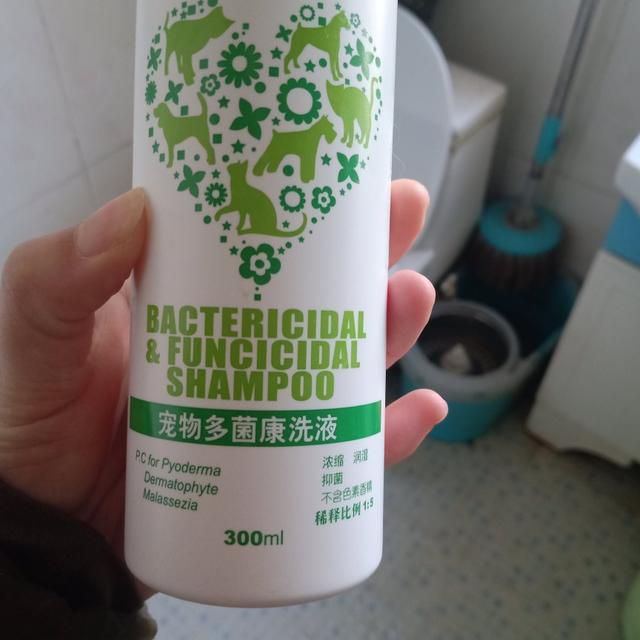 BACTERICIDAL
& FUNCICIDAL
SHAMPOO
宠物多菌康洗液
P.C for Pyoderma
Dermatophyte
Malassezia
浓缩 润湿
抑菌
不含色素香精
稀释比例1:5
300ml